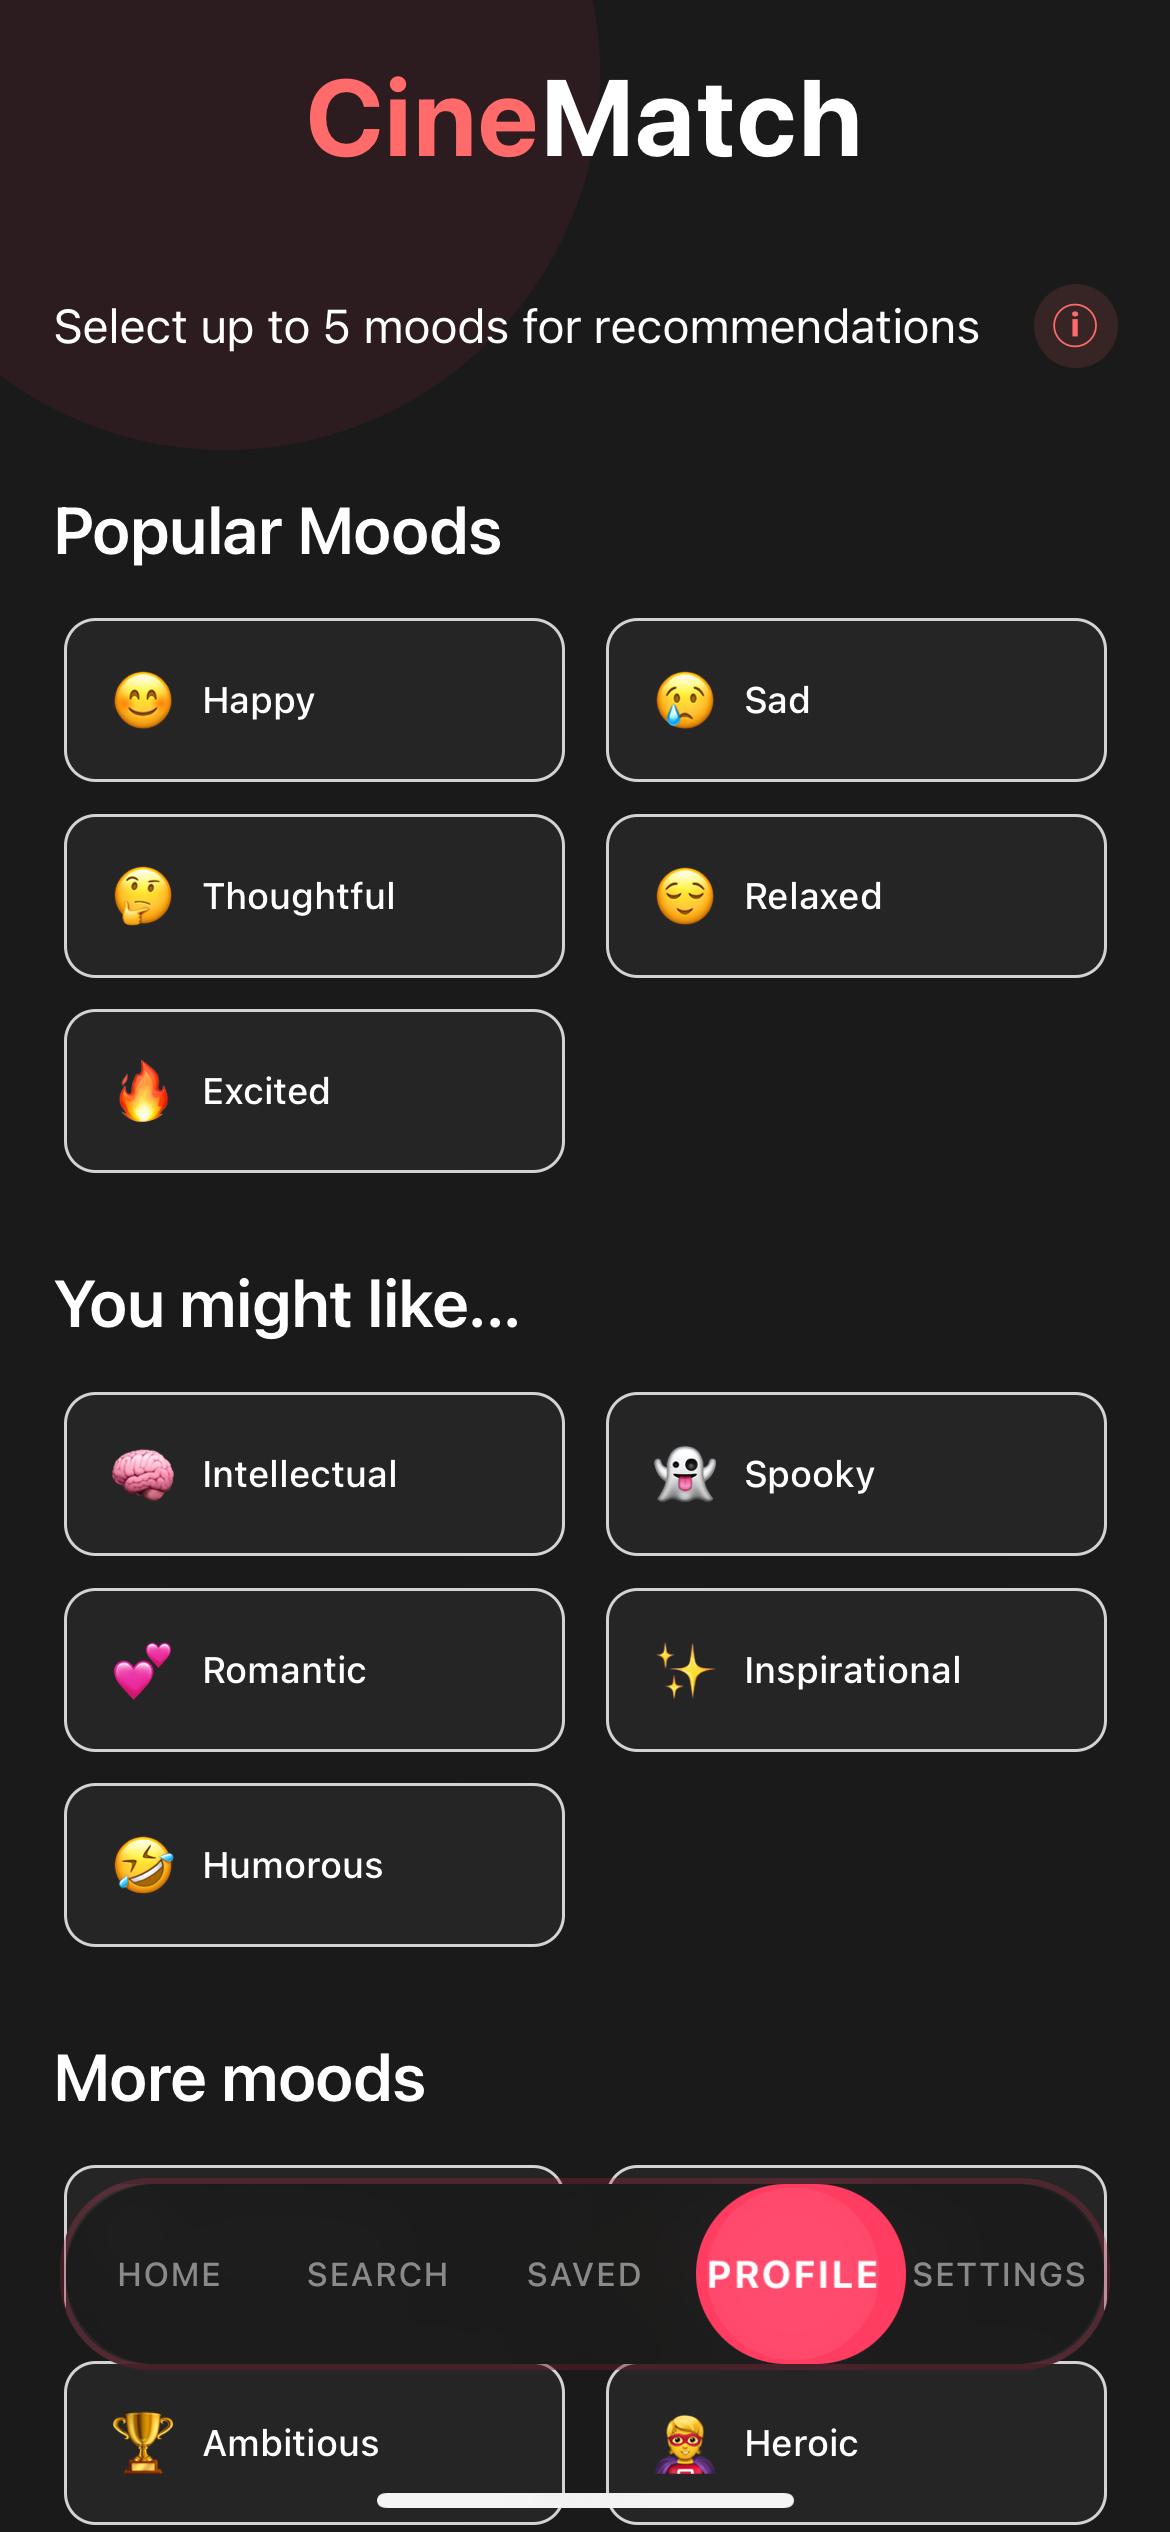 CineMatch
Select up to 5 moods for recommendations
Popular Moods
Happy
Sad
Thoughtful
Relaxed
Excited
You might like...
Intellectual
Spooky
Romantic
Inspirational
Humorous
More moods
HOME
SEARCH
SAVED
PROFILE
SETTINGS
Ambitious
Heroic